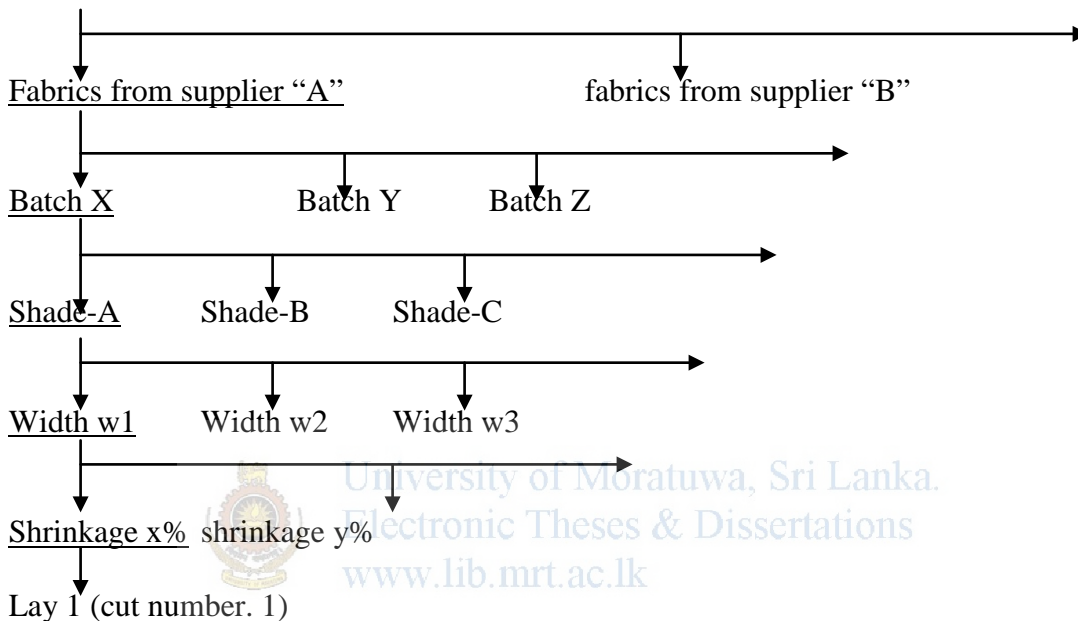 Fabrics from supplier “A” fabrics from supplier “B”
Batch X Batch Y Batch Z
Shade-A Shade-B Shade-C
Width w1 Width w2 Width w3
University of Moratuwa, Sri Lanka.
Shrinkage x% shrinkage y% Electronic Theses & Dissertations
www.lib.mrt.ac.lk
Lay 1 (cut number. 1)